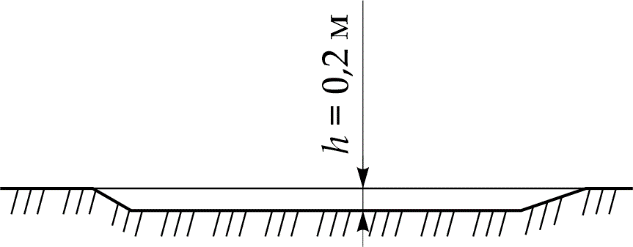 h = 0,2 м